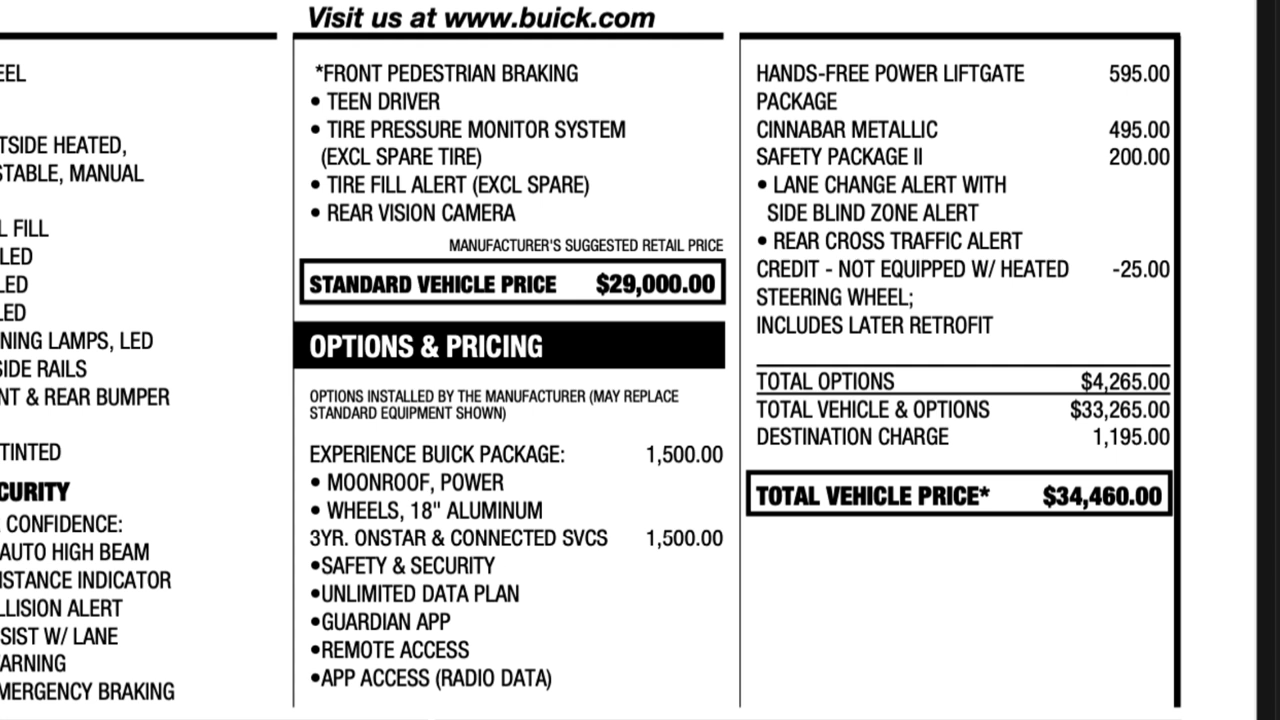 Visit us at www.buick.com
EEL
TSIDE HEATED,
STABLE, MANUAL
L FILL
LED
LED
LED
NING LAMPS, LED
SIDE RAILS
NT & REAR BUMPER
TINTED
CURITY
CONFIDENCE:
AUTO HIGH BEAM
ISTANCE INDICATOR
LLISION ALERT
SIST W/ LANE
ARNING
MERGENCY BRAKING
*FRONT PEDESTRIAN BRAKING
• TEEN DRIVER
• TIRE PRESSURE MONITOR SYSTEM
(EXCL SPARE TIRE)
• TIRE FILL ALERT (EXCL SPARE)
• REAR VISION CAMERA
MANUFACTURER'S SUGGESTED RETAIL PRICE
STANDARD VEHICLE PRICE $29,000.00
OPTIONS & PRICING
OPTIONS INSTALLED BY THE MANUFACTURER (MAY REPLACE
STANDARD EQUIPMENT SHOWN)
EXPERIENCE BUICK PACKAGE: 1,500.00
• MOONROOF, POWER
• WHEELS, 18" ALUMINUM
3YR. ONSTAR & CONNECTED SVCS 1,500.00
•SAFETY & SECURITY
•UNLIMITED DATA PLAN
•GUARDIAN APP
•REMOTE ACCESS
•APP ACCESS (RADIO DATA)
HANDS-FREE POWER LIFTGATE 595.00
PACKAGE
CINNABAR METALLIC 495.00
SAFETY PACKAGE II 200.00
• LANE CHANGE ALERT WITH
SIDE BLIND ZONE ALERT
• REAR CROSS TRAFFIC ALERT
CREDIT - NOT EQUIPPED W/ HEATED -25.00
STEERING WHEEL;
INCLUDES LATER RETROFIT
TOTAL OPTIONS $4,265.00
TOTAL VEHICLE & OPTIONS $33,265.00
DESTINATION CHARGE 1,195.00
TOTAL VEHICLE PRICE* $34,460.00